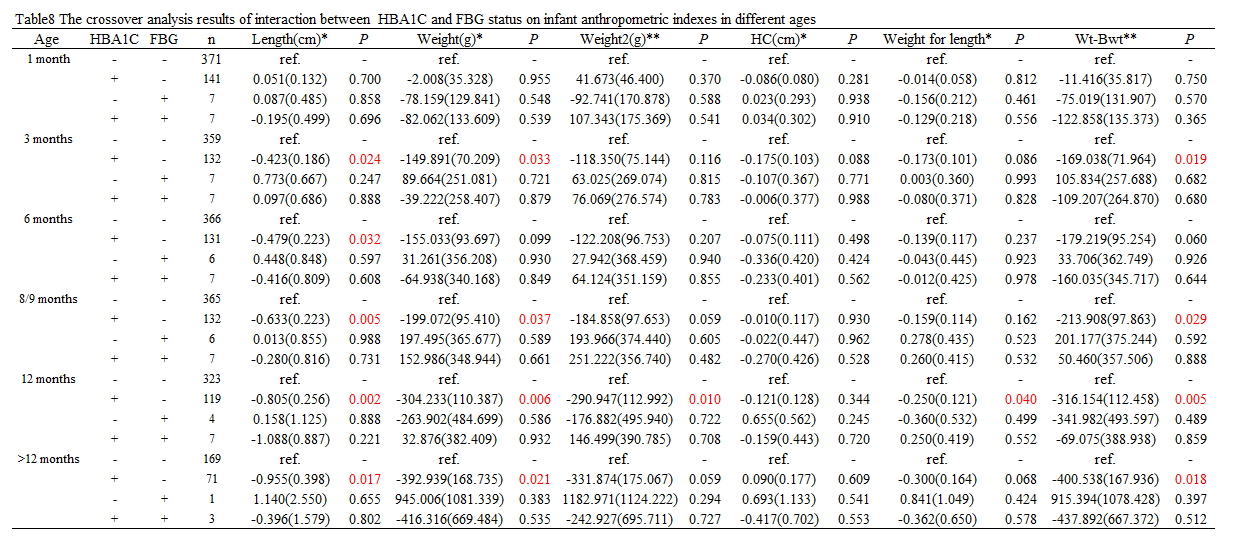 Table8 The crossover analysis results of interaction between HBA1C and FBG status on infant anthropometric indexes in different ages
Age HBA1C FBG n Length(cm)* P Weight(g)* P Weight2(g)** P HC(cm)* P Weight for length* P Wt-Bwt** P
1 month - - 371 ref. - ref. - ref. - ref. - ref. - ref. -
+ - 141 0.051(0.132) 0.700 -2.008(35.328) 0.955 41.673(46.400) 0.370 -0.086(0.080) 0.281 -0.014(0.058) 0.812 -11.416(35.817) 0.750
- + 7 0.087(0.485) 0.858 -78.159(129.841) 0.548 -92.741(170.878) 0.588 0.023(0.293) 0.938 -0.156(0.212) 0.461 -75.019(131.907) 0.570
+ + 7 -0.195(0.499) 0.696 -82.062(133.609) 0.539 107.343(175.369) 0.541 0.034(0.302) 0.910 -0.129(0.218) 0.556 -122.858(135.373) 0.365
3 months - - 359 ref. - ref. - ref. - ref. - ref. - ref. -
+ - 132 -0.423(0.186) 0.024 -149.891(70.209) 0.033 -118.350(75.144) 0.116 -0.175(0.103) 0.088 -0.173(0.101) 0.086 -169.038(71.964) 0.019
- + 7 0.773(0.667) 0.247 89.664(251.081) 0.721 63.025(269.074) 0.815 -0.107(0.367) 0.771 0.003(0.360) 0.993 105.834(257.688) 0.682
+ + 7 0.097(0.686) 0.888 -39.222(258.407) 0.879 76.069(276.574) 0.783 -0.006(0.377) 0.988 -0.080(0.371) 0.828 -109.207(264.870) 0.680
6 months - - 366 ref. - ref. - ref. - ref. - ref. - ref. -
+ - 131 -0.479(0.223) 0.032 -155.033(93.697) 0.099 -122.208(96.753) 0.207 -0.075(0.111) 0.498 -0.139(0.117) 0.237 -179.219(95.254) 0.060
- + 6 0.448(0.848) 0.597 31.261(356.208) 0.930 27.942(368.459) 0.940 -0.336(0.420) 0.424 -0.043(0.445) 0.923 33.706(362.749) 0.926
+ + 7 -0.416(0.809) 0.608 -64.938(340.168) 0.849 64.124(351.159) 0.855 -0.233(0.401) 0.562 -0.012(0.425) 0.978 -160.035(345.717) 0.644
8/9 months - - 365 ref. - ref. - ref. - ref. - ref. - ref. -
+ - 132 -0.633(0.223) 0.005 -199.072(95.410) 0.037 -184.858(97.653) 0.059 -0.010(0.117) 0.930 -0.159(0.114) 0.162 -213.908(97.863) 0.029
- + 6 0.013(0.855) 0.988 197.495(365.677) 0.589 193.966(374.440) 0.605 -0.022(0.447) 0.962 0.278(0.435) 0.523 201.177(375.244) 0.592
+ + 7 -0.280(0.816) 0.731 152.986(348.944) 0.661 251.222(356.740) 0.482 -0.270(0.426) 0.528 0.260(0.415) 0.532 50.460(357.506) 0.888
12 months - - 323 ref. - ref. - ref. - ref. - ref. - ref. -
+ - 119 -0.805(0.256) 0.002 -304.233(110.387) 0.006 -290.947(112.992) 0.010 -0.121(0.128) 0.344 -0.250(0.121) 0.040 -316.154(112.458) 0.005
- + 4 0.158(1.125) 0.888 -263.902(484.699) 0.586 -176.882(495.940) 0.722 0.655(0.562) 0.245 -0.360(0.532) 0.499 -341.982(493.597) 0.489
+ + 7 -1.088(0.887) 0.221 32.876(382.409) 0.932 146.499(390.785) 0.708 -0.159(0.443) 0.720 0.250(0.419) 0.552 -69.075(388.938) 0.859
>12 months - - 169 ref. - ref. - ref. - ref. - ref. - ref. -
+ - 71 -0.955(0.398) 0.017 -392.939(168.735) 0.021 -331.874(175.067) 0.059 0.090(0.177) 0.609 -0.300(0.164) 0.068 -400.538(167.936) 0.018
- + 1 1.140(2.550) 0.655 945.006(1081.339) 0.383 1182.971(1124.222) 0.294 0.693(1.133) 0.541 0.841(1.049) 0.424 915.394(1078.428) 0.397
+ + 3 -0.396(1.579) 0.802 -416.316(669.484) 0.535 -242.927(695.711) 0.727 -0.417(0.702) 0.553 -0.362(0.650) 0.578 -437.892(667.372) 0.512